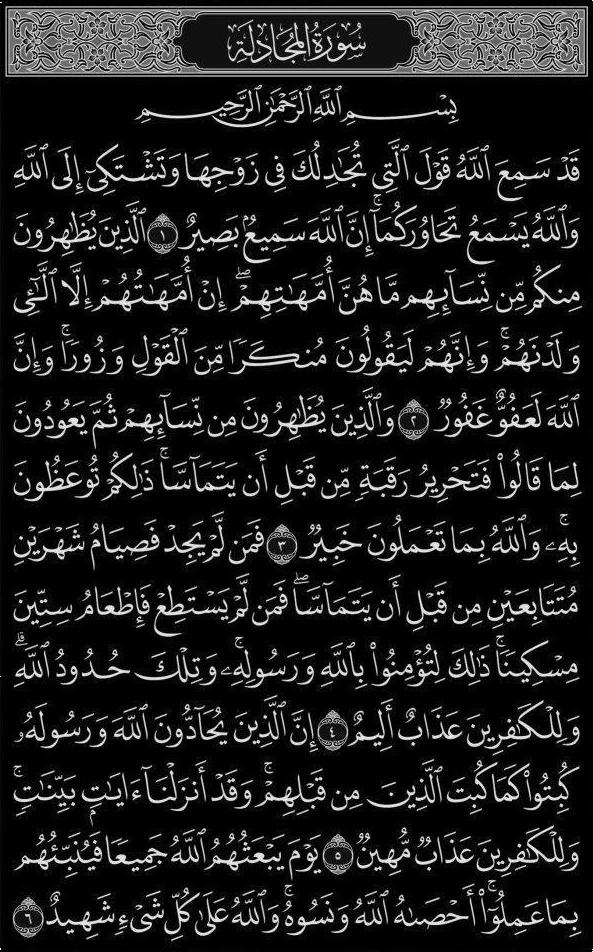 سُورَةُ المُجَادلَة
بِسْمِ ٱللَّهِ ٱلرَّحْمَٰنِ ٱلرَّحِيمِ
قَدْ سَمِعَ ٱللَّهُ قَوْلَ ٱلَّتِي تُجَٰدِلُكَ فِي زَوْجِهَا وَتَشْتَكِيٓ إِلَى ٱللَّهِ
وَٱللَّهُ يَسْمَعُ تَحَاوُرَكُمَآۚ إِنَّ ٱللَّهَ سَمِيعٌۢ بَصِيرٌ ١ ٱلَّذِينَ يُظَٰهِرُونَ
مِنكُم مِّن نِّسَآئِهِم مَّا هُنَّ أُمَّهَٰتِهِمْۖ إِنْ أُمَّهَٰتُهُمْ إِلَّا ٱلَّٰٓـِٔي
وَلَدْنَهُمْۚ وَإِنَّهُمْ لَيَقُولُونَ مُنكَرًا مِّنَ ٱلْقَوْلِ وَزُورًاۚ وَإِنَّ
ٱللَّهَ لَعَفُوٌّ غَفُورٌ ٢ وَٱلَّذِينَ يُظَٰهِرُونَ مِن نِّسَآئِهِمْ ثُمَّ يَعُودُونَ
لِمَا قَالُوا۟ فَتَحْرِيرُ رَقَبَةٍ مِّن قَبْلِ أَن يَتَمَآسَّاۚ ذَٰلِكُمْ تُوعَظُونَ
بِهِۦۚ وَٱللَّهُ بِمَا تَعْمَلُونَ خَبِيرٌ ٣ فَمَن لَّمْ يَجِدْ فَصِيَامُ شَهْرَيْنِ
مُتَتَابِعَيْنِ مِن قَبْلِ أَن يَتَمَآسَّاۖ فَمَن لَّمْ يَسْتَطِعْ فَإِطْعَامُ سِتِّينَ
مِسْكِينًاۚ ذَٰلِكَ لِتُؤْمِنُوا۟ بِٱللَّهِ وَرَسُولِهِۦۚ وَتِلْكَ حُدُودُ ٱللَّهِۗ
وَلِلْكَٰفِرِينَ عَذَابٌ أَلِيمٌ ٤ إِنَّ ٱلَّذِينَ يُحَآدُّونَ ٱللَّهَ وَرَسُولَهُۥ
كُبِتُوا۟ كَمَا كُبِتَ ٱلَّذِينَ مِن قَبْلِهِمْۚ وَقَدْ أَنزَلْنَآ ءَايَٰتٍۭ بَيِّنَٰتٍۚ
وَلِلْكَٰفِرِينَ عَذَابٌ مُّهِينٌ ٥ يَوْمَ يَبْعَثُهُمُ ٱللَّهُ جَمِيعًا فَيُنَبِّئُهُم
بِمَا عَمِلُوٓا۟ۚ أَحْصَىٰهُ ٱللَّهُ وَنَسُوهُۚ وَٱللَّهُ عَلَىٰ كُلِّ شَيْءٍ شَهِيدٌ ٦